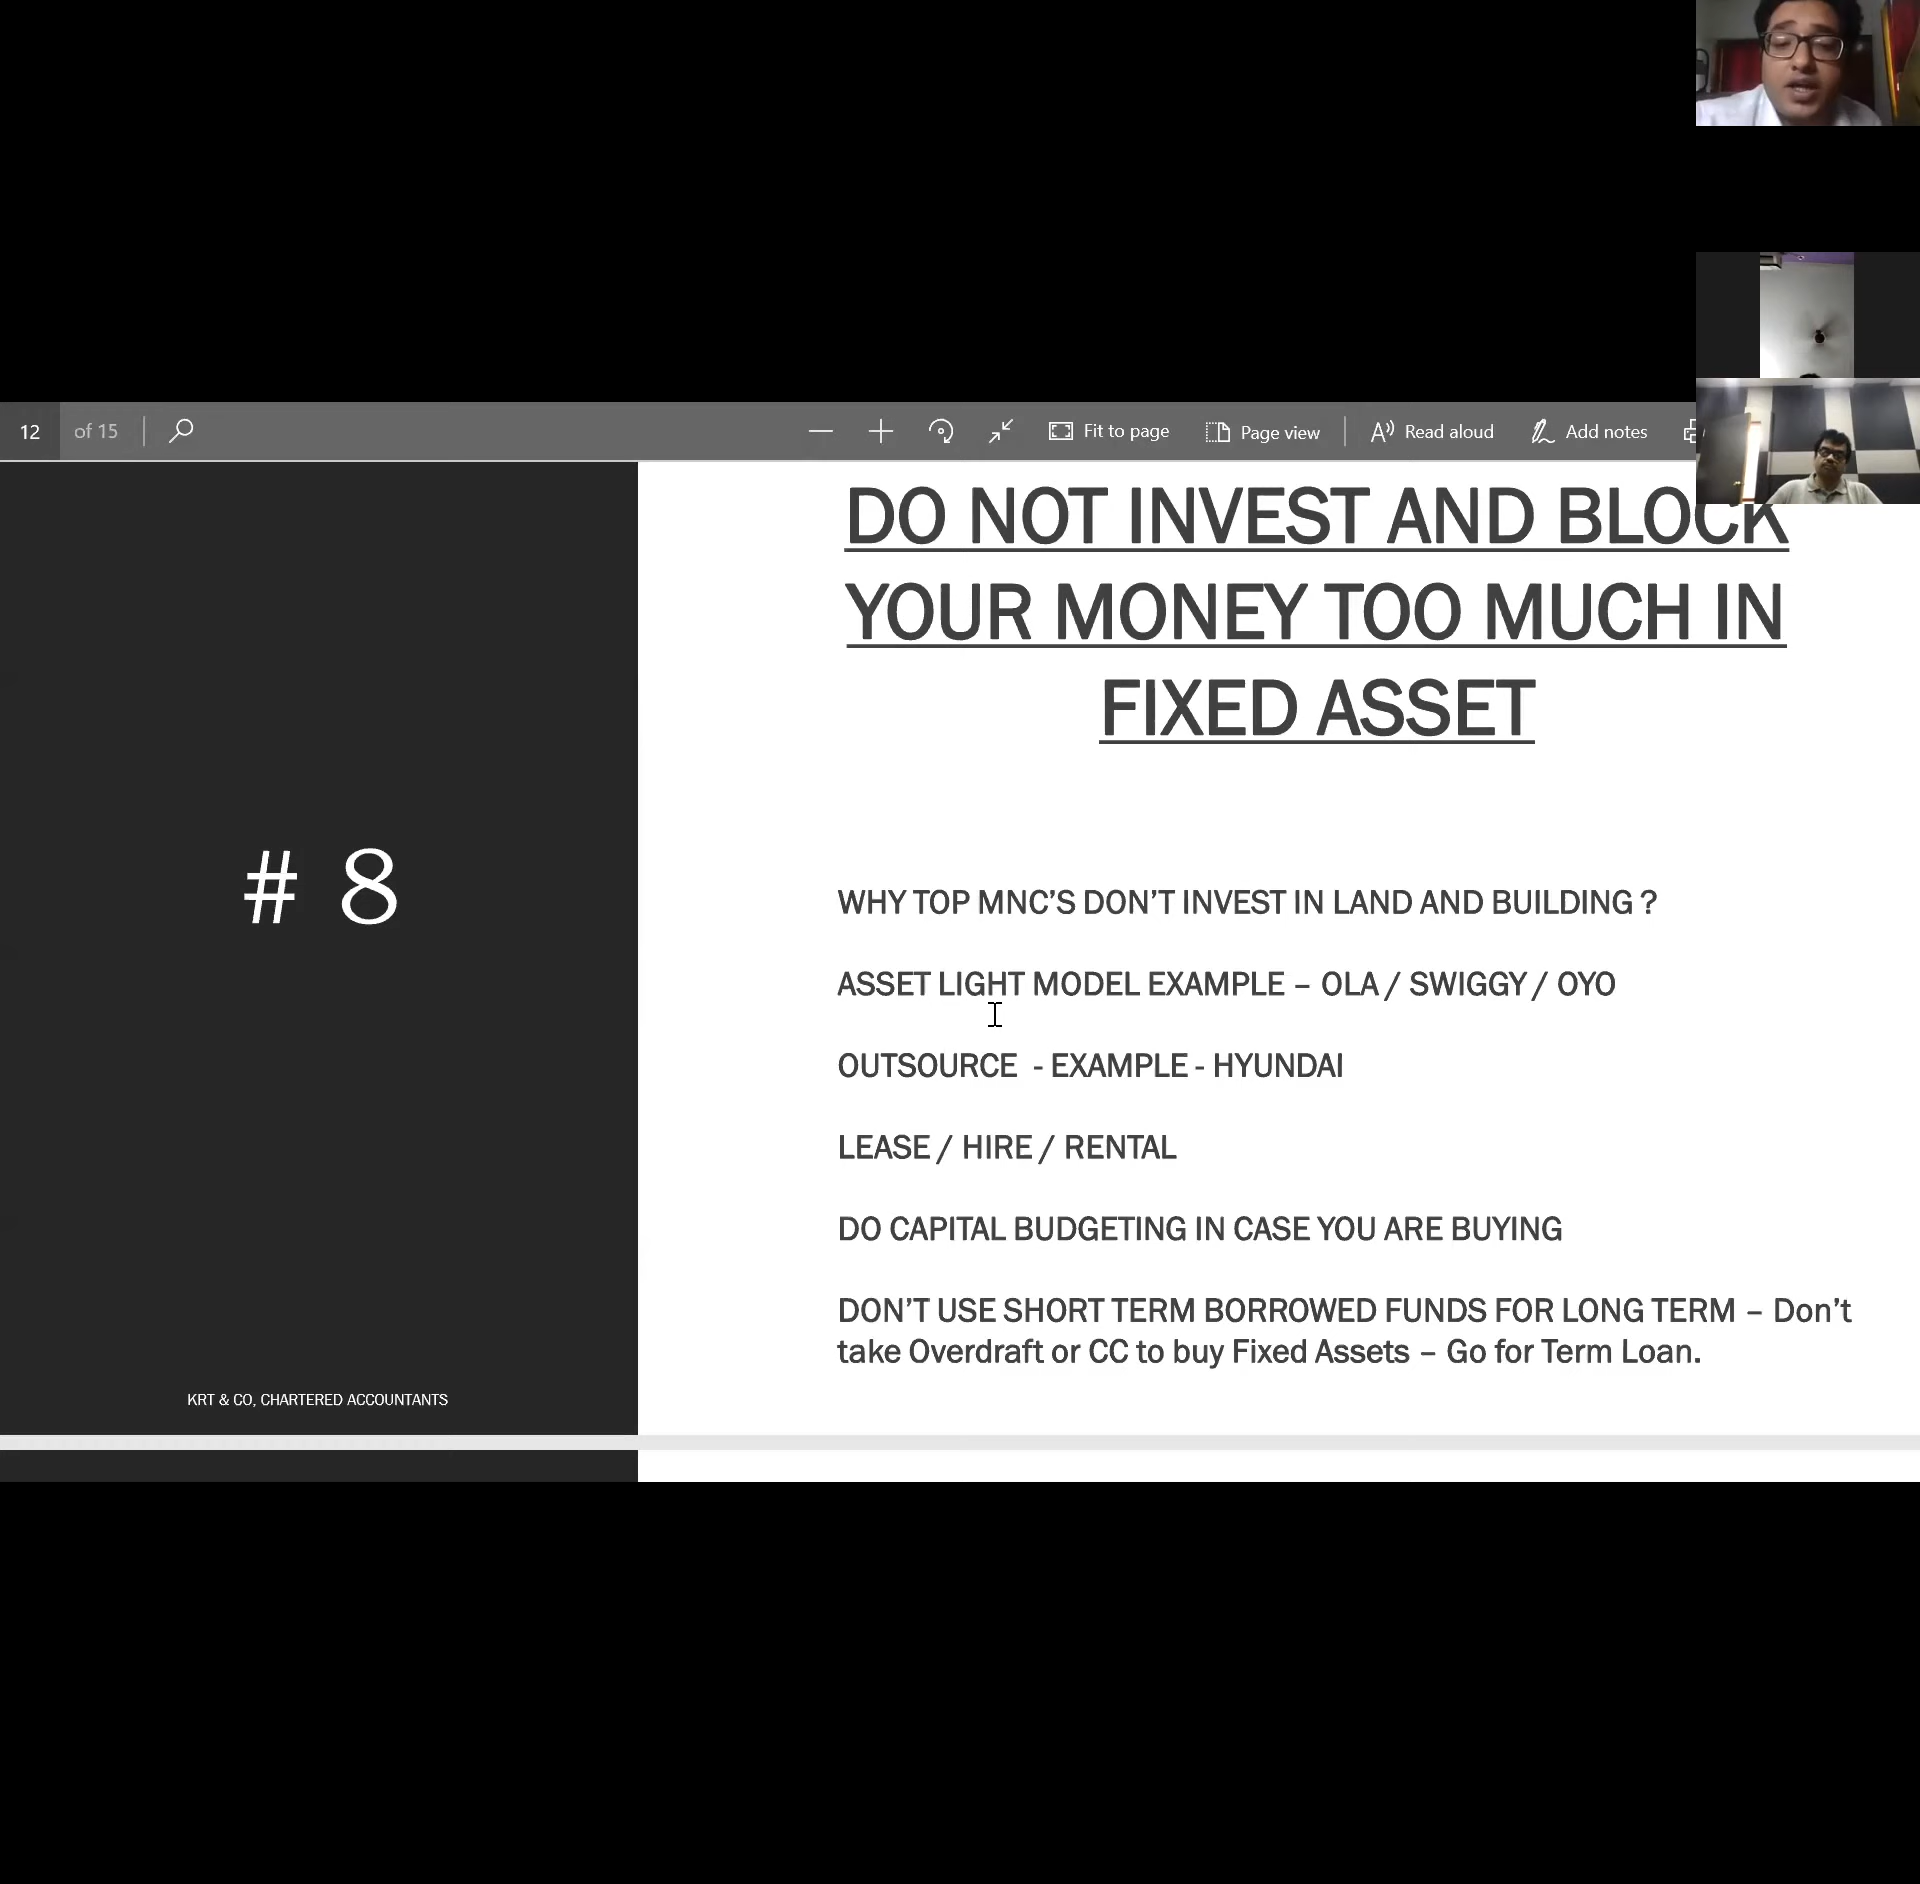 12 of 15 Fit to page Page view Read aloud Add notes
DO NOT INVEST AND BLOCK
YOUR MONEY TOO MUCH IN
FIXED ASSET
# 8
WHY TOP MNC’S DON’T INVEST IN LAND AND BUILDING ?
ASSET LIGHT MODEL EXAMPLE – OLA / SWIGGY / OYO
OUTSOURCE - EXAMPLE - HYUNDAI
LEASE / HIRE / RENTAL
DO CAPITAL BUDGETING IN CASE YOU ARE BUYING
DON’T USE SHORT TERM BORROWED FUNDS FOR LONG TERM – Don’t
take Overdraft or CC to buy Fixed Assets – Go for Term Loan.
KRT & CO, CHARTERED ACCOUNTANTS